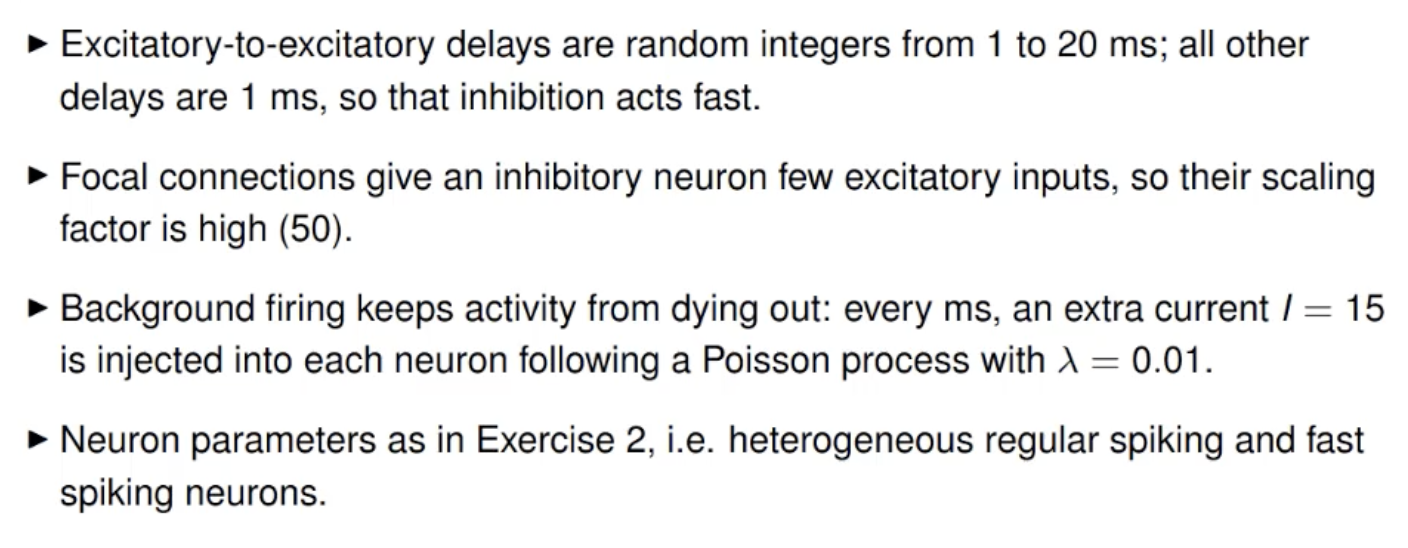 ► Excitatory-to-excitatory delays are random integers from 1 to 20 ms; all other
delays are 1 ms, so that inhibition acts fast.
► Focal connections give an inhibitory neuron few excitatory inputs, so their scaling
factor is high (50).
► Background firing keeps activity from dying out: every ms, an extra current I = 15
is injected into each neuron following a Poisson process with λ = 0.01.
► Neuron parameters as in Exercise 2, i.e. heterogeneous regular spiking and fast
spiking neurons.